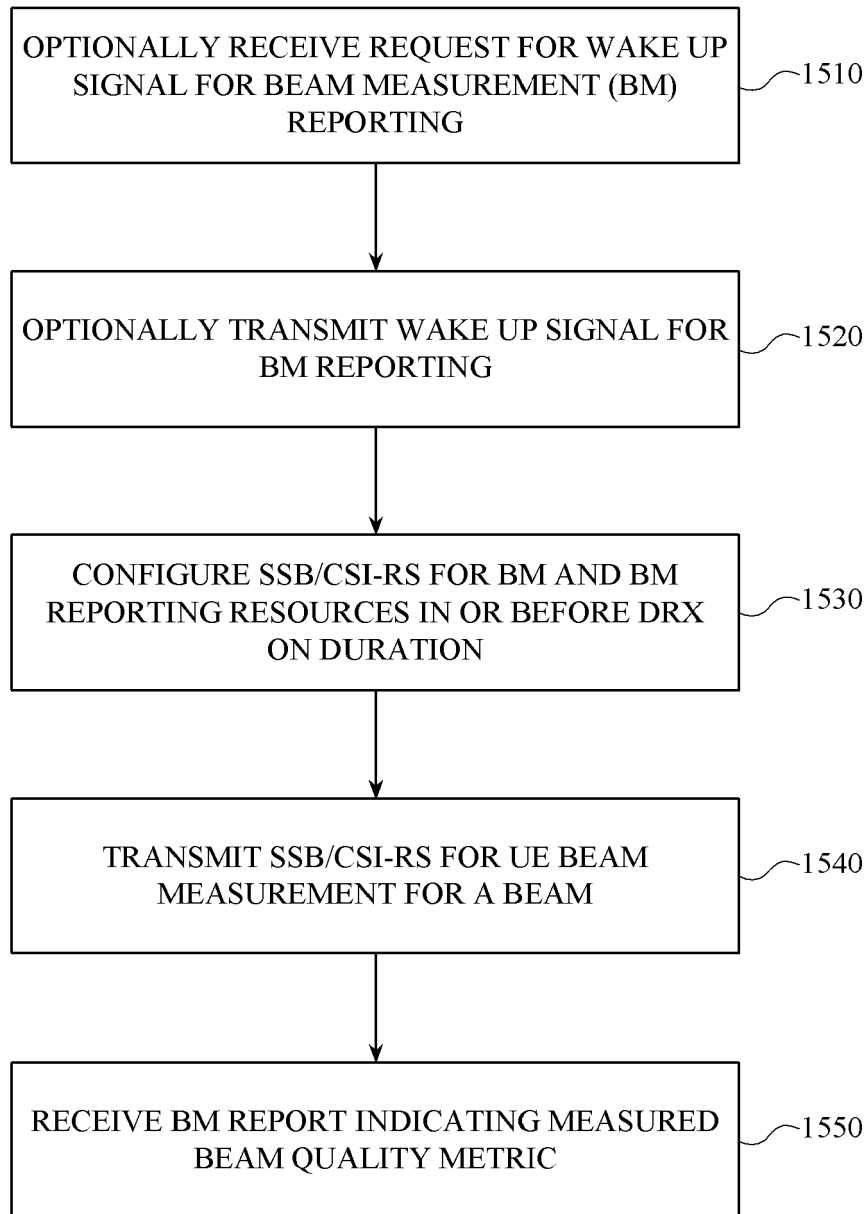 OPTIONALLY RECEIVE REQUEST FOR WAKE UP
SIGNAL FOR BEAM MEASUREMENT (BM)
REPORTING
1510
OPTIONALLY TRANSMIT WAKE UP SIGNAL FOR
BM REPORTING
1520
CONFIGURE SSB/CSI-RS FOR BM AND BM
REPORTING RESOURCES IN OR BEFORE DRX
ON DURATION
1530
TRANSMIT SSB/CSI-RS FOR UE BEAM
MEASUREMENT FOR A BEAM
1540
RECEIVE BM REPORT INDICATING MEASURED
BEAM QUALITY METRIC
1550